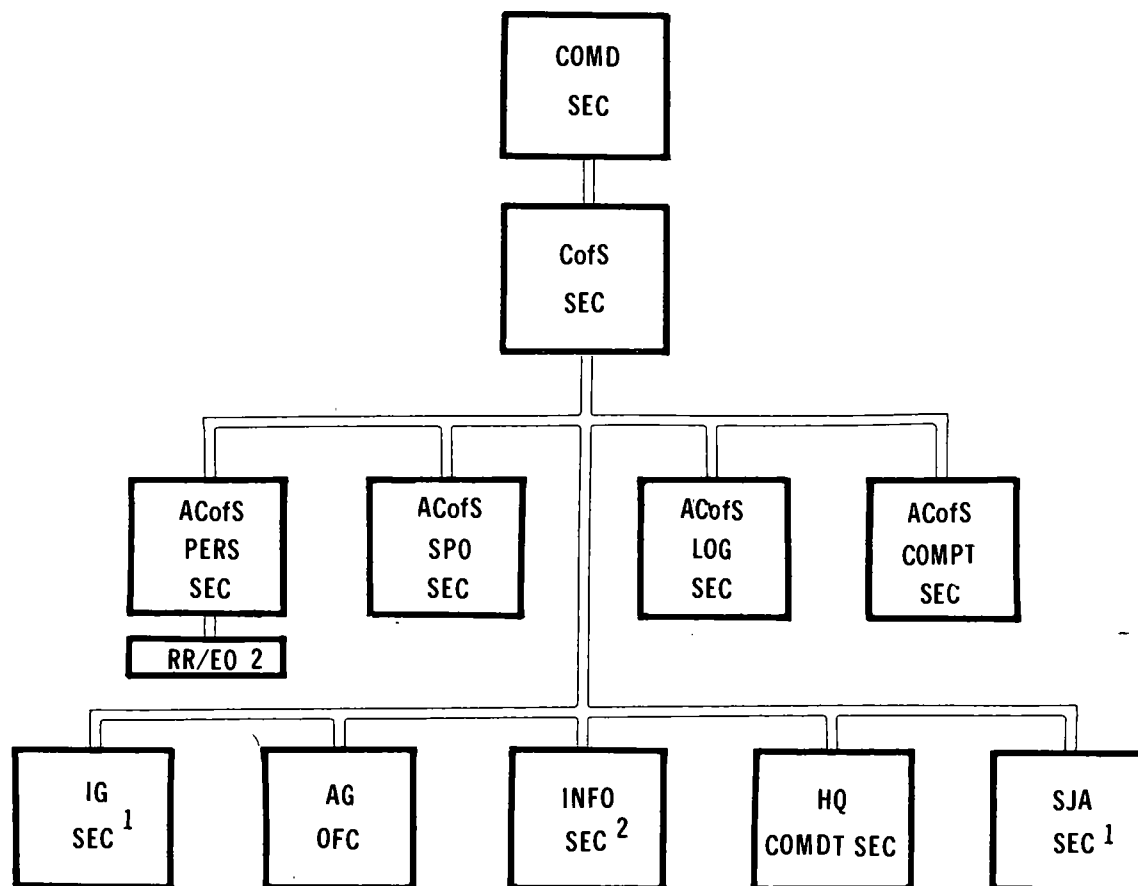 COMD
SEC
CofS
SEC
ACofS
PERS
SEC
ACofS
SPO
SEC
ACofS
LOG
SEC
ACofS
COMPT
SEC
RR/EO 2
IG
SEC 1
AG
OFC
INFO
SEC 2
HQ
COMDT SEC
SJA
SEC 1